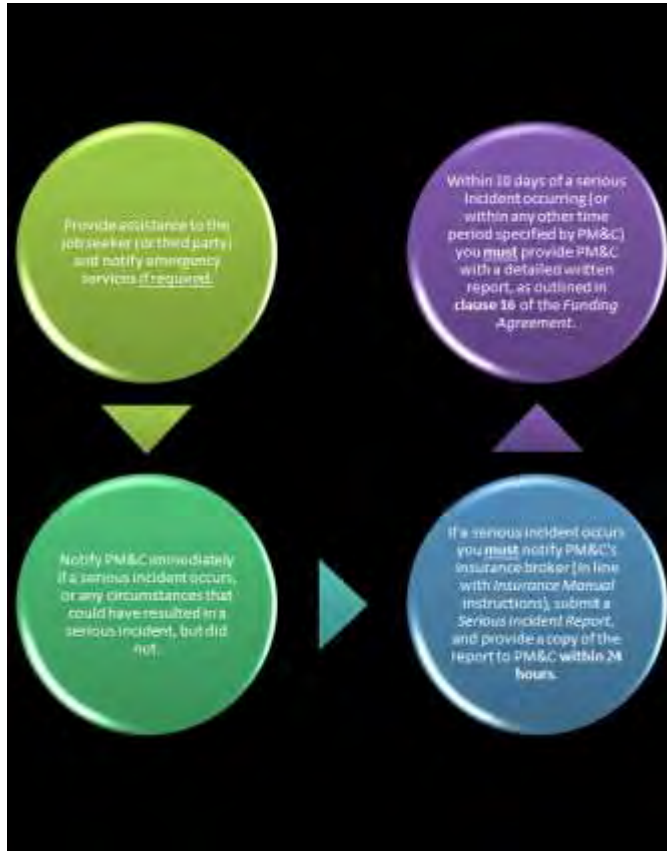 Provide assistance to the
job seeker (or third party)
and notify emergency
services if required.
Notify PM&C immediately
if a serious incident occurs,
or any circumstances that
could have resulted in a
serious incident, but did
not.
If a serious incident occurs
you must notify PM&C's
insurance broker (in line
with Insurance Manual
instructions), submit a
Serious Incident Report,
and provide a copy of the
report to PM&C within 24
hours.
Within 10 days of a serious
Incident occurring (or
within any other time
period specified by PM&C)
you must provide PM&C
with a detailed written
report, as outlined in
clause 16 of the Funding
Agreement.